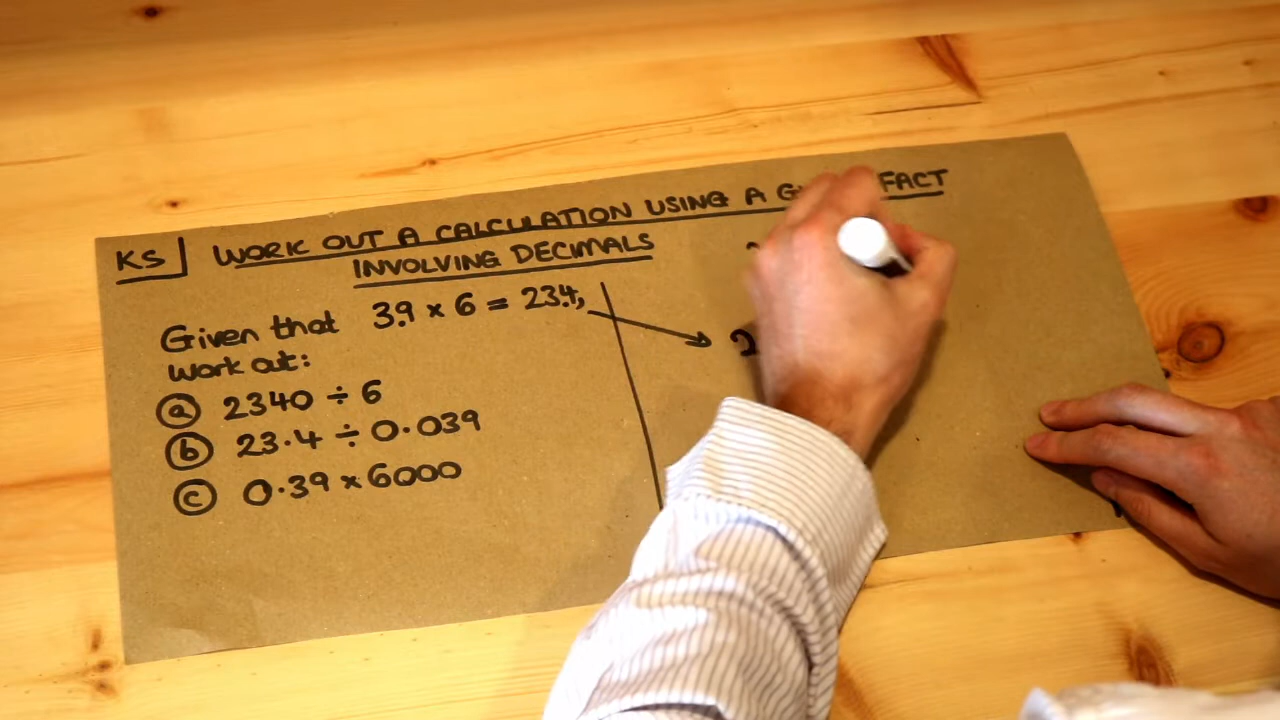 KS
WORK OUT A CALCULATION USING A FACT
INVOLVING DECIMALS
Given that 3.9 × 6 = 23.4,
work out:
a 2340 ÷ 6
b 23.4 ÷ 0.039
c 0.39 × 6000
2